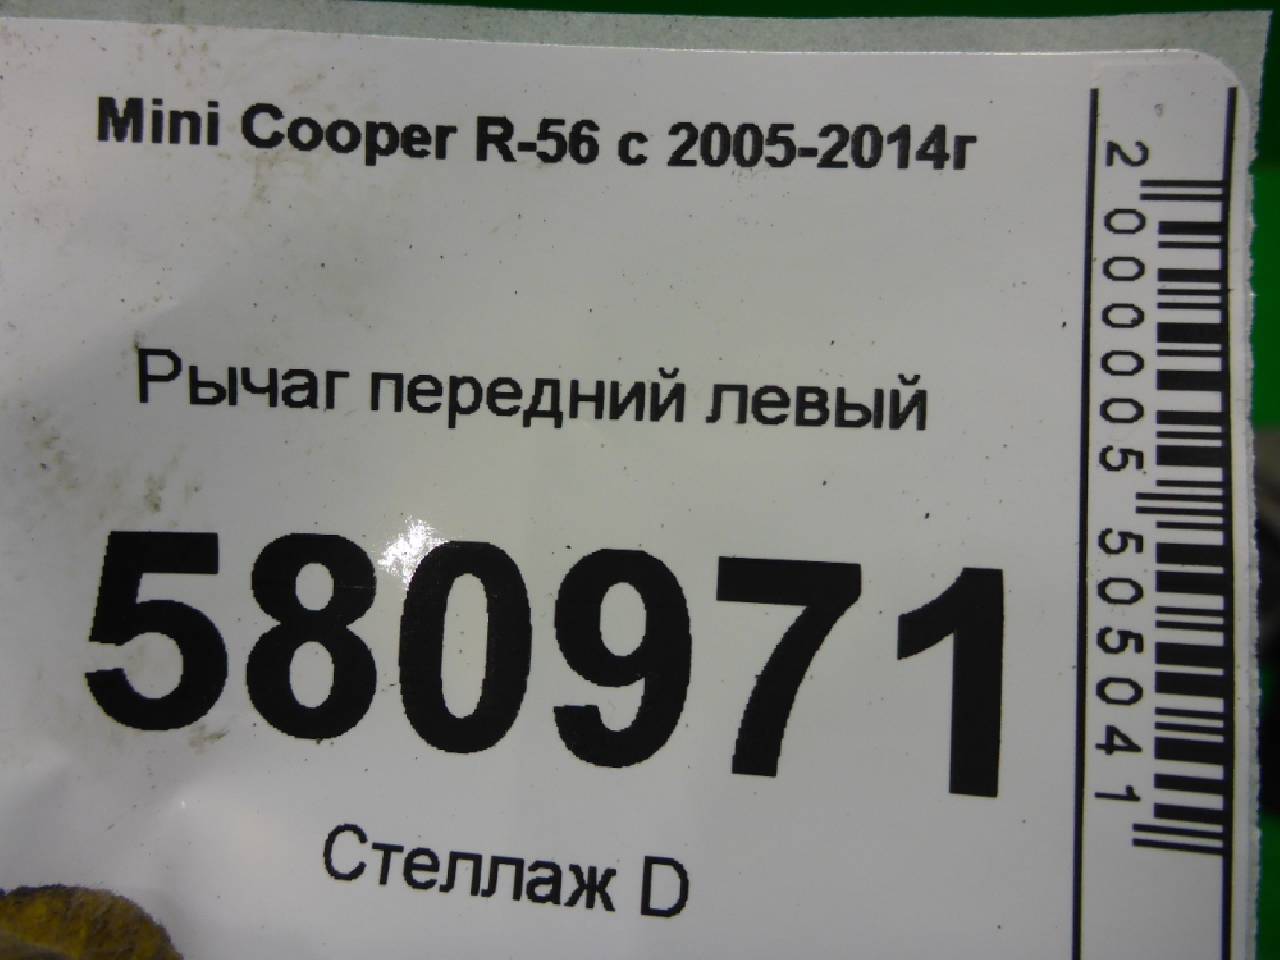 Mini Cooper R-56 с 2005-2014г
Рычаг передний левый
580971
Стеллаж D
2000005505041